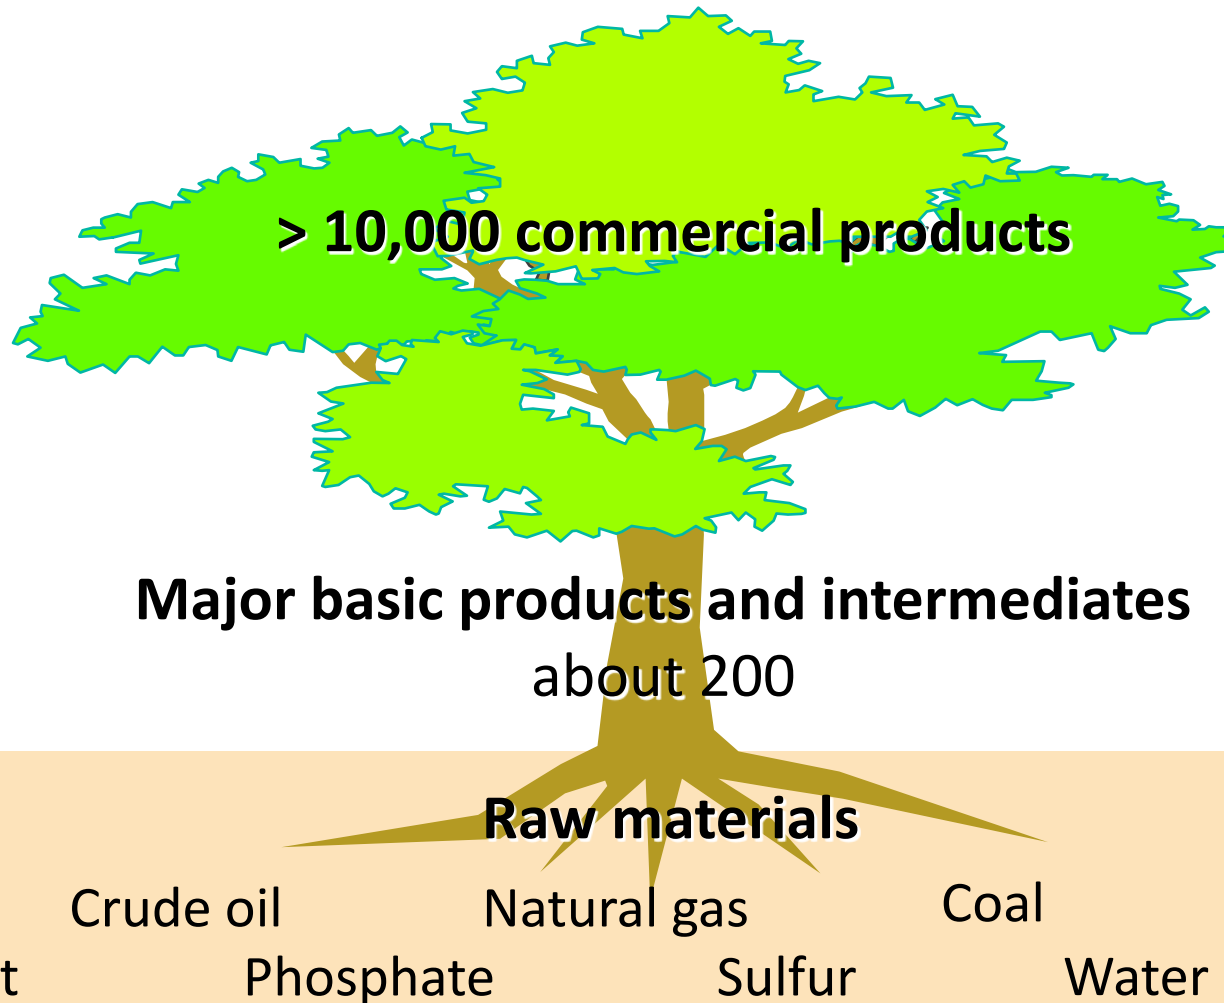 > 10,000 commercial products
Major basic products and intermediates
about 200
Raw materials
Crude oil Natural gas Coal
t Phosphate Sulfur Water